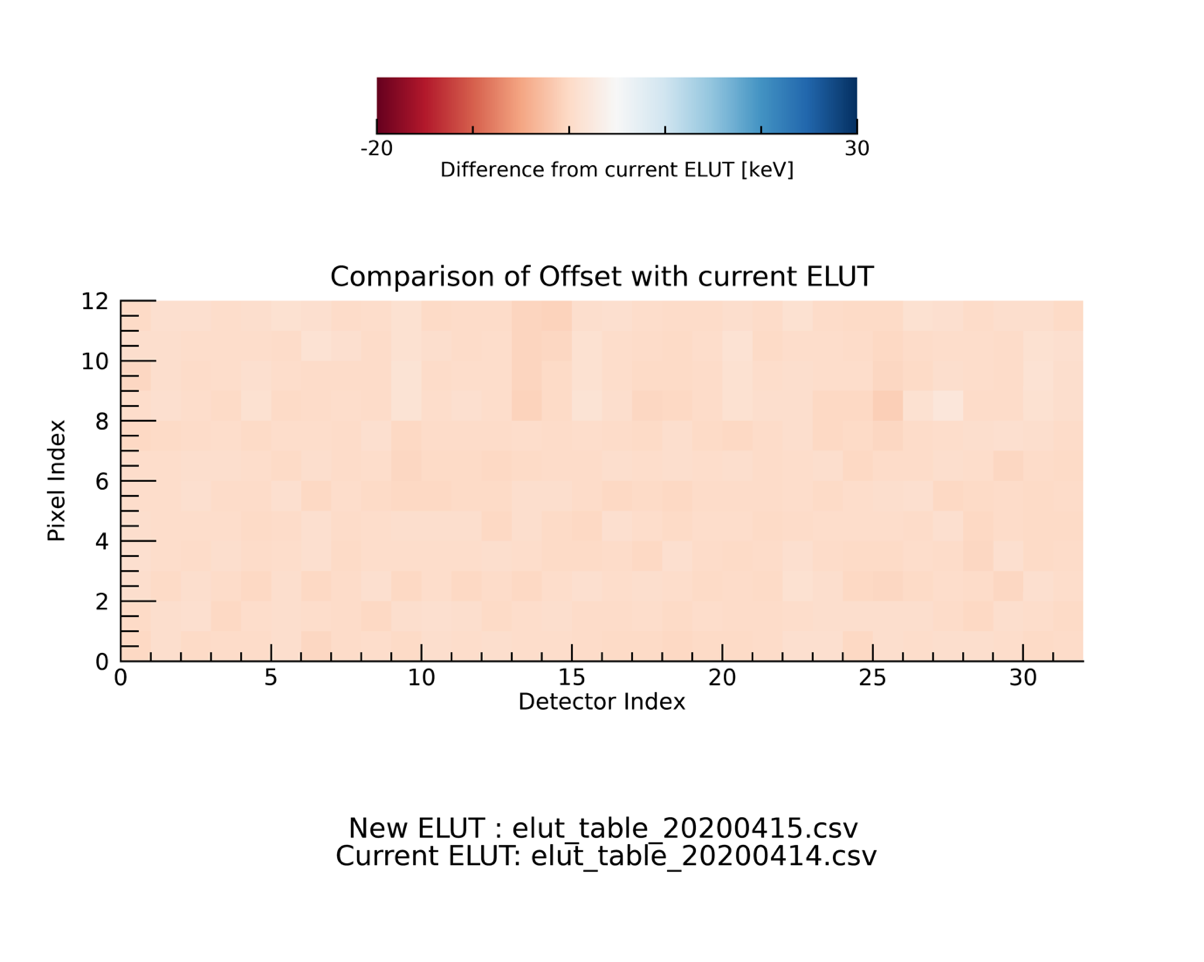 -20 30
Difference from current ELUT [keV]
Comparison of Offset with current ELUT
12
10
8
6
4
2
0
Pixel Index
0 5 10 15 20 25 30
Detector Index
New ELUT : elut_table_20200415.csv
Current ELUT: elut_table_20200414.csv